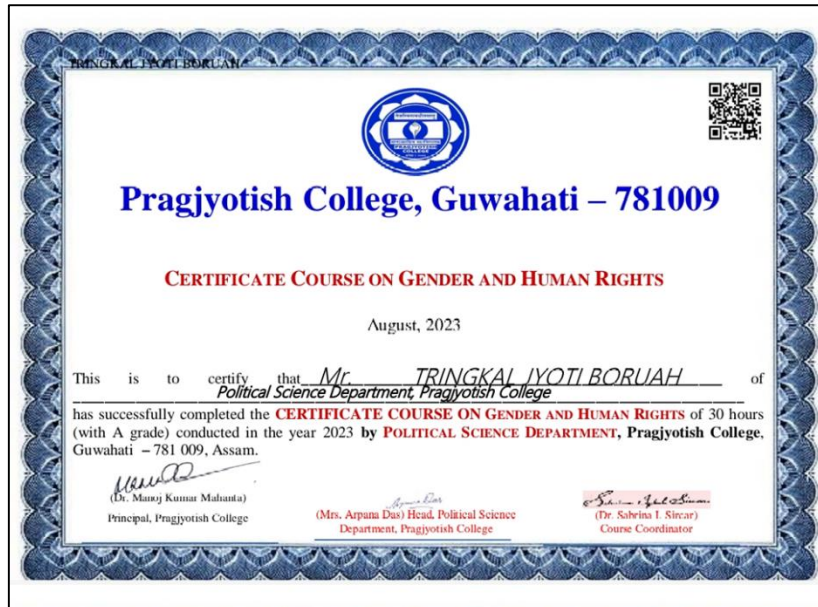 TRINGKAL JYOTI BORUAH
PRAGJYOTISH
COLLEGE
Pragjyotish College, Guwahati – 781009
CERTIFICATE COURSE ON GENDER AND HUMAN RIGHTS
August, 2023
This is to certify that Mr. TRINGKAL JYOTI BORUAH of
Political Science Department, Pragjyotish College
has successfully completed the CERTIFICATE COURSE ON GENDER AND HUMAN RIGHTS of 30 hours
(with A grade) conducted in the year 2023 by POLITICAL SCIENCE DEPARTMENT, Pragjyotish College,
Guwahati – 781 009, Assam.
(Dr. Manoj Kumar Mahanta)
Principal, Pragjyotish College
Arpana Das
(Mrs. Arpana Das) Head, Political Science
Department, Pragjyotish College
(Dr. Sabrina I. Sircar)
Course Coordinator